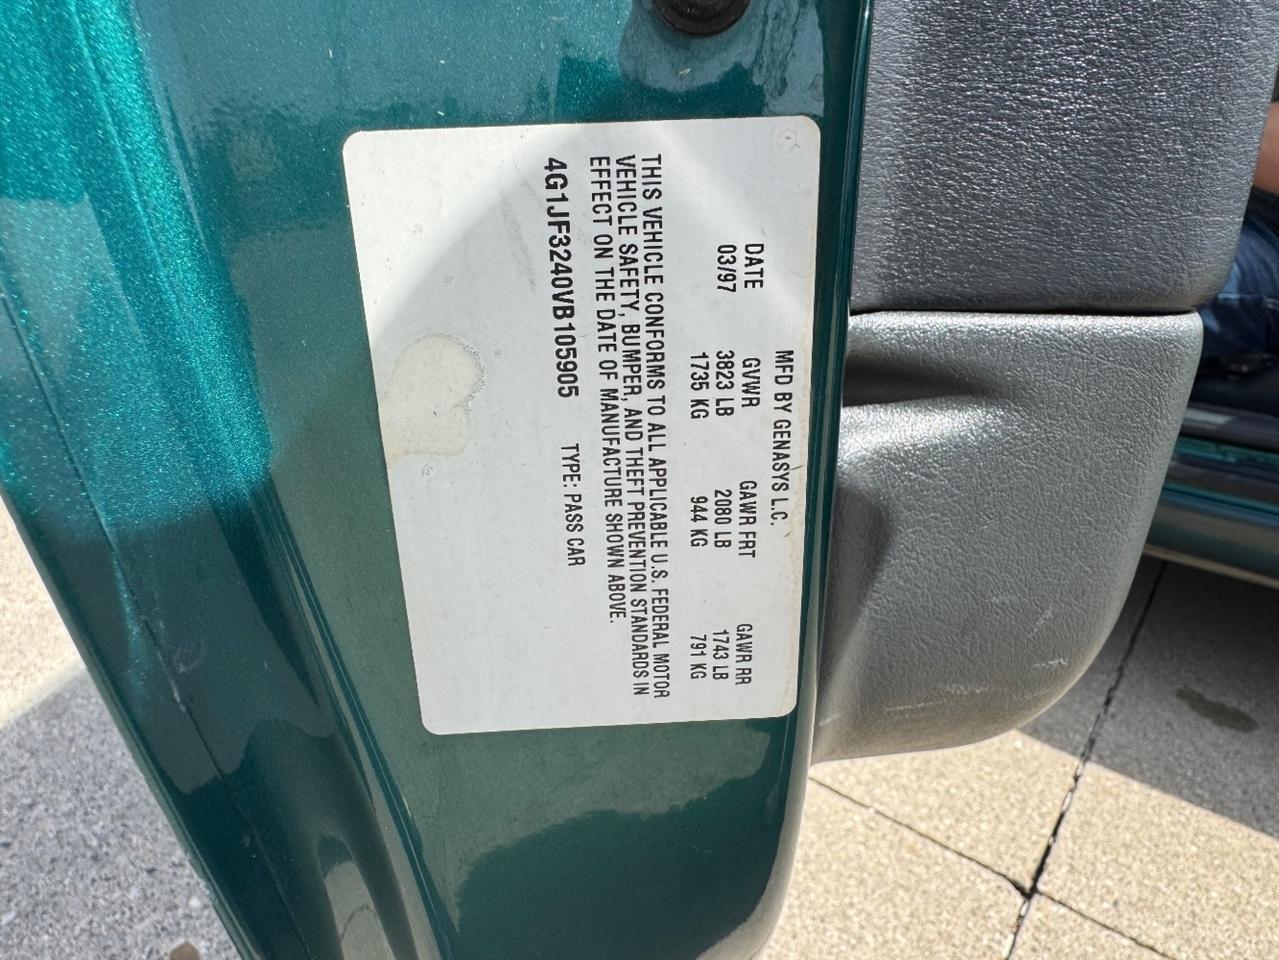 MFD BY GENASYS L.C.
DATE GVWR GAWR FRT GAWR RR
03/97 3823 LB 2080 LB 1743 LB
1735 KG 944 KG 791 KG
THIS VEHICLE CONFORMS TO ALL APPLICABLE U.S. FEDERAL MOTOR
VEHICLE SAFETY, BUMPER, AND THEFT PREVENTION STANDARDS IN
EFFECT ON THE DATE OF MANUFACTURE SHOWN ABOVE.
4G1JF3240VB105905 TYPE: PASS CAR